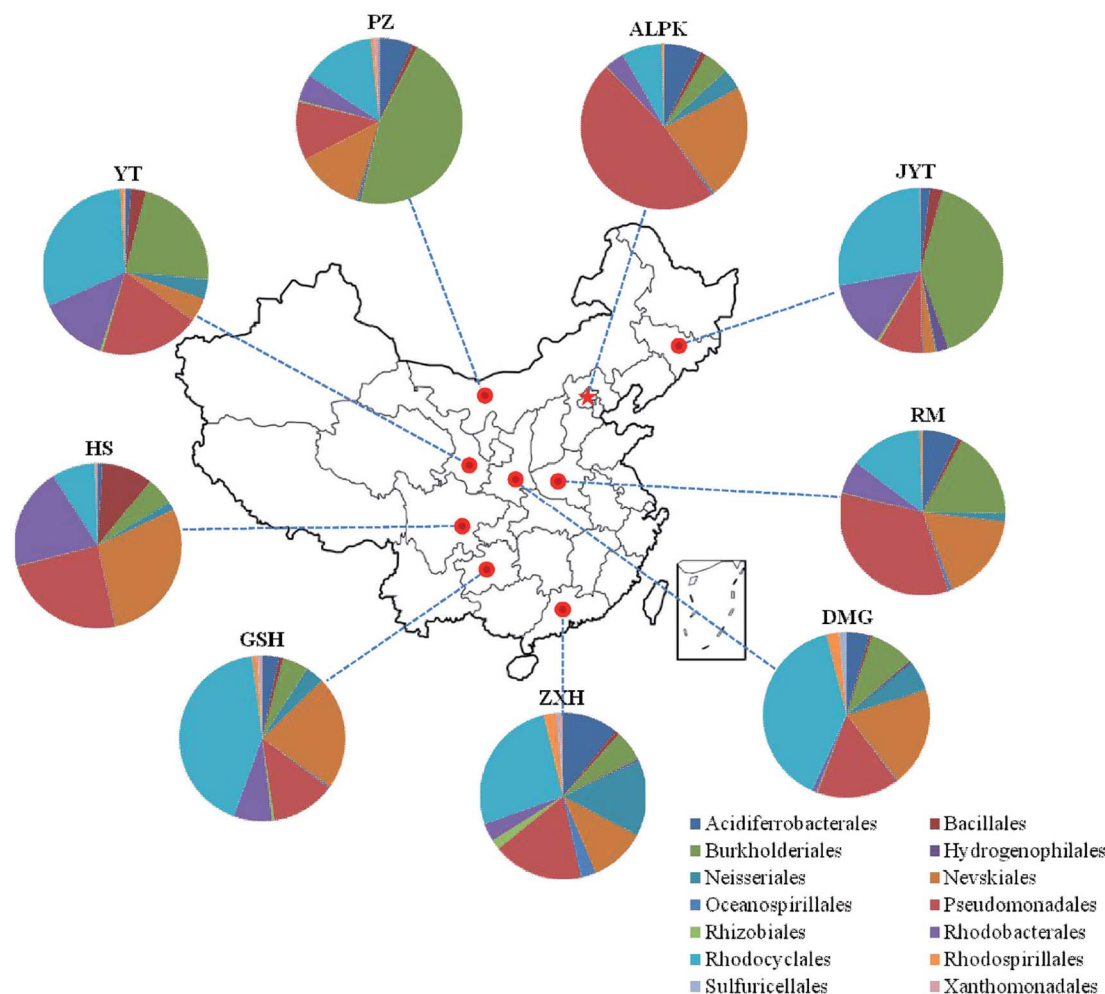 PZ
ALPK
YT
JYT
HS
RM
GSH
ZXH
DMG
Acidiferrobacterales
Bacillales
Burkholderiales
Hydrogenophilales
Neisseriales
Nevskiales
Oceanospirillales
Pseudomonadales
Rhizobiales
Rhodobacterales
Rhodocyclales
Rhodospirillales
Sulfuricellales
Xanthomonadales